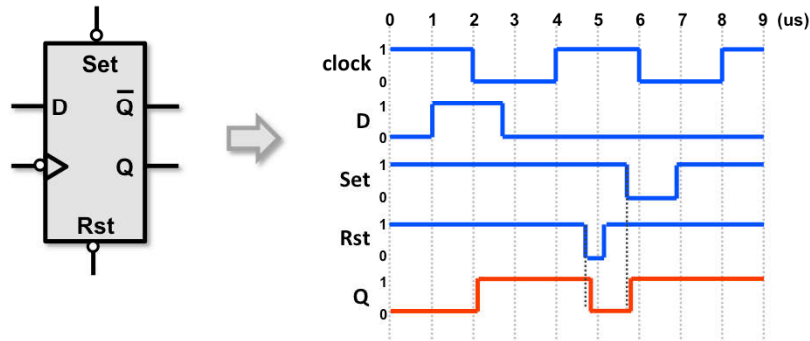 Set
D Q̅
Q
Rst
0 1 2 3 4 5 6 7 8 9 (us)
clock 1
0
D 1
0
Set 1
0
Rst 1
0
Q 1
0